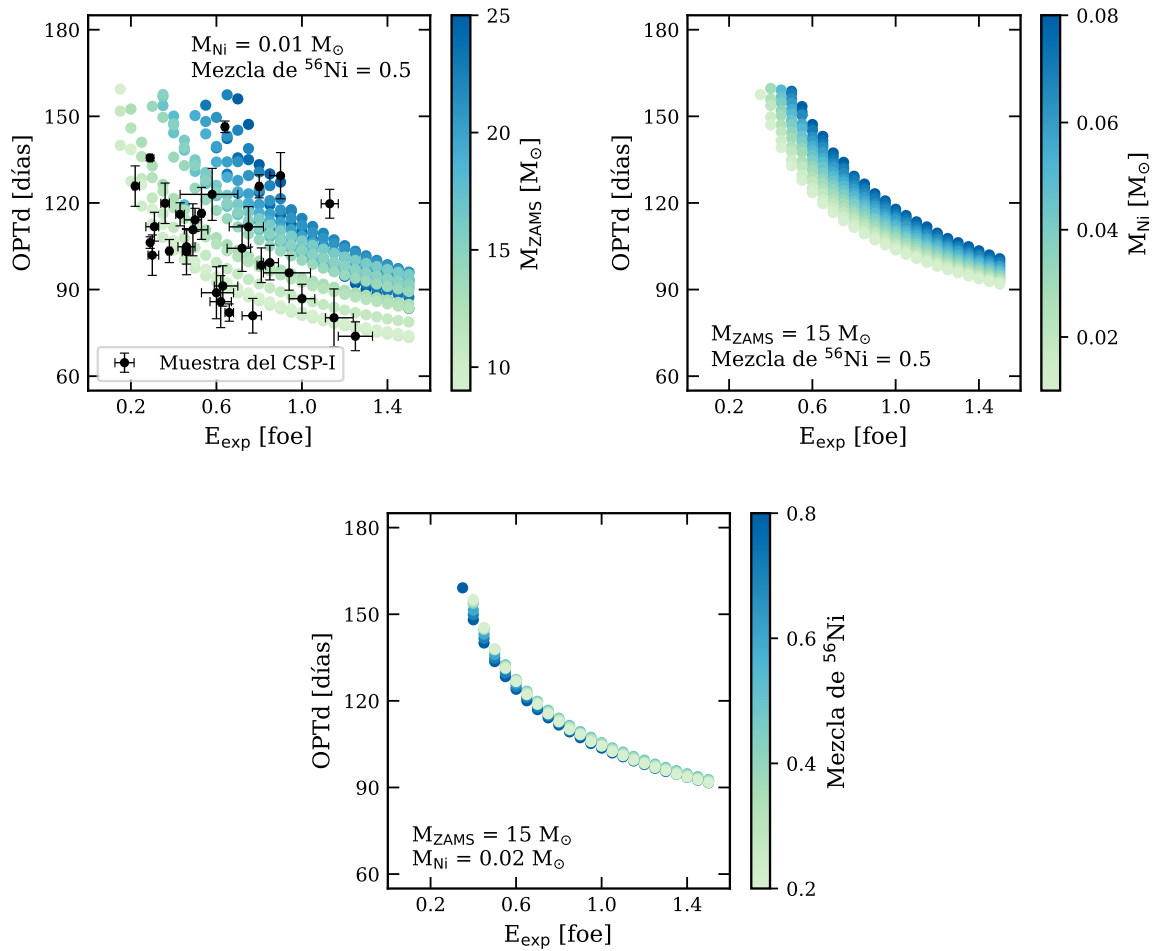 180
150
120
90
60
OPTd [días]
M_Ni = 0.01 M_⊙
Mezcla de ⁵⁶Ni = 0.5
Muestra del CSP-I
0.2 0.6 1.0 1.4
E_exp [foe]
25
20
15
10
M_ZAMS [M_⊙]
180
150
120
90
60
OPTd [días]
M_ZAMS = 15 M_⊙
Mezcla de ⁵⁶Ni = 0.5
0.2 0.6 1.0 1.4
E_exp [foe]
0.08
0.06
0.04
0.02
M_Ni [M_⊙]
180
150
120
90
60
OPTd [días]
M_ZAMS = 15 M_⊙
M_Ni = 0.02 M_⊙
0.2 0.6 1.0 1.4
E_exp [foe]
0.8
0.6
0.4
0.2
Mezcla de ⁵⁶Ni